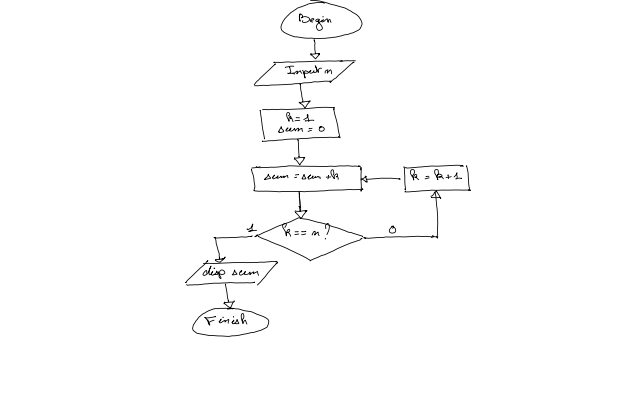 Begin
Input n
k=1
sum = 0
sum = sum +k
k = k+1
k == n ?
1
0
disp sum
Finish